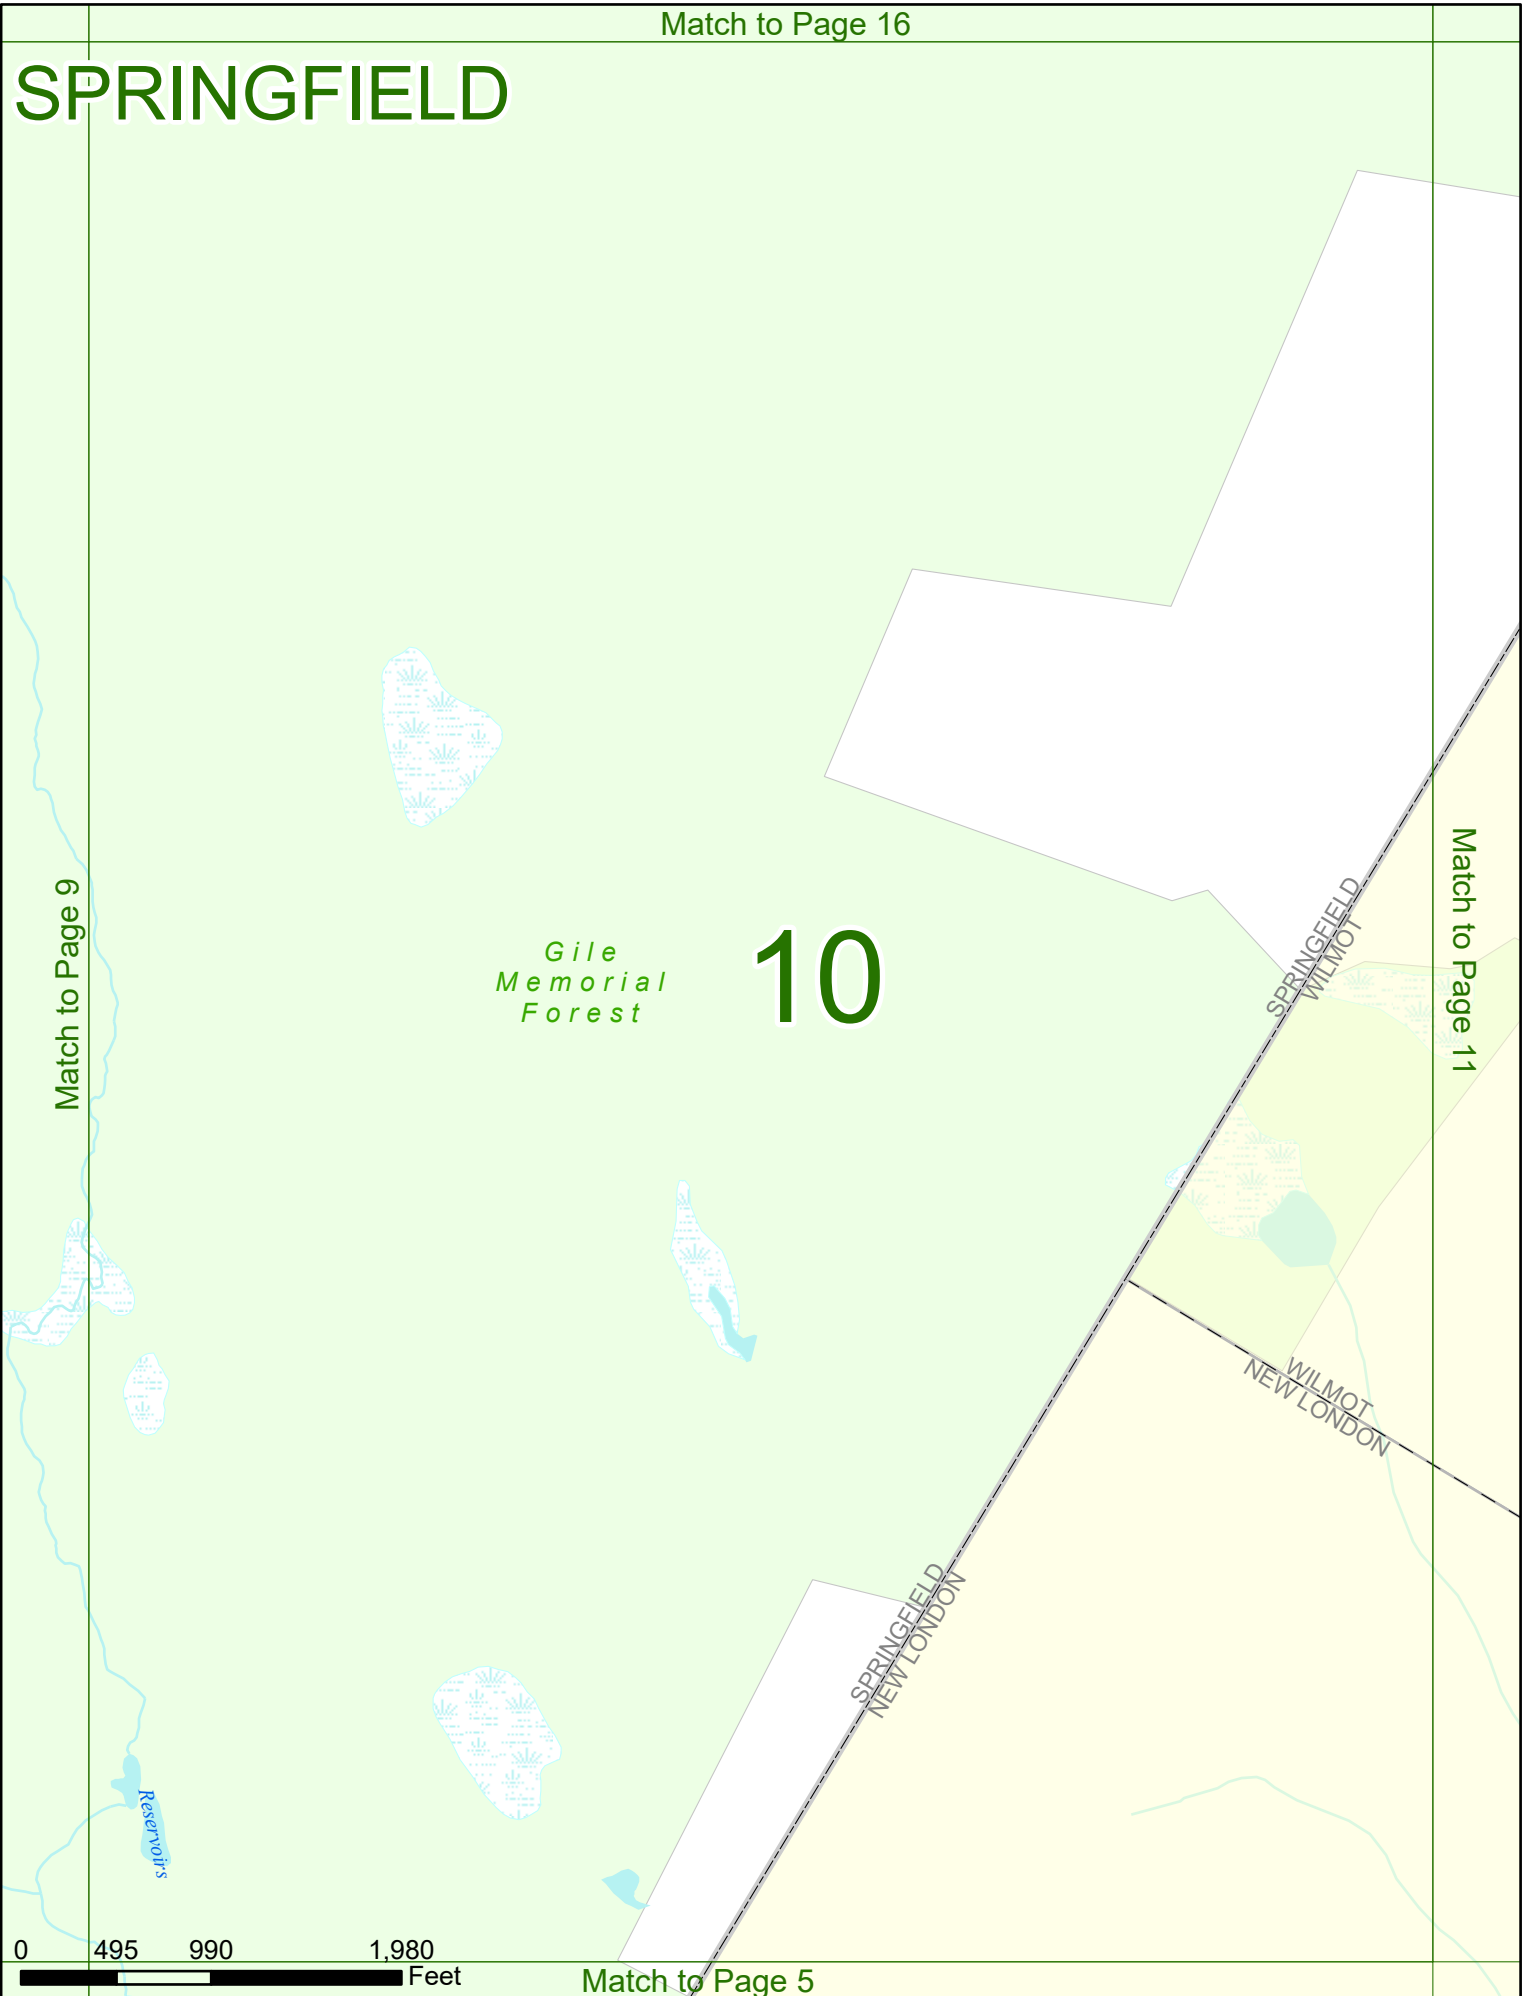 Match to Page 16
SPRINGFIELD
Match to Page 9
Gile
Memorial
Forest
10
SPRINGFIELD
WILMOT
Match to Page 11
WILMOT
NEW LONDON
SPRINGFIELD
NEW LONDON
Reservoirs
0 495 990 1,980
Feet
Match to Page 5